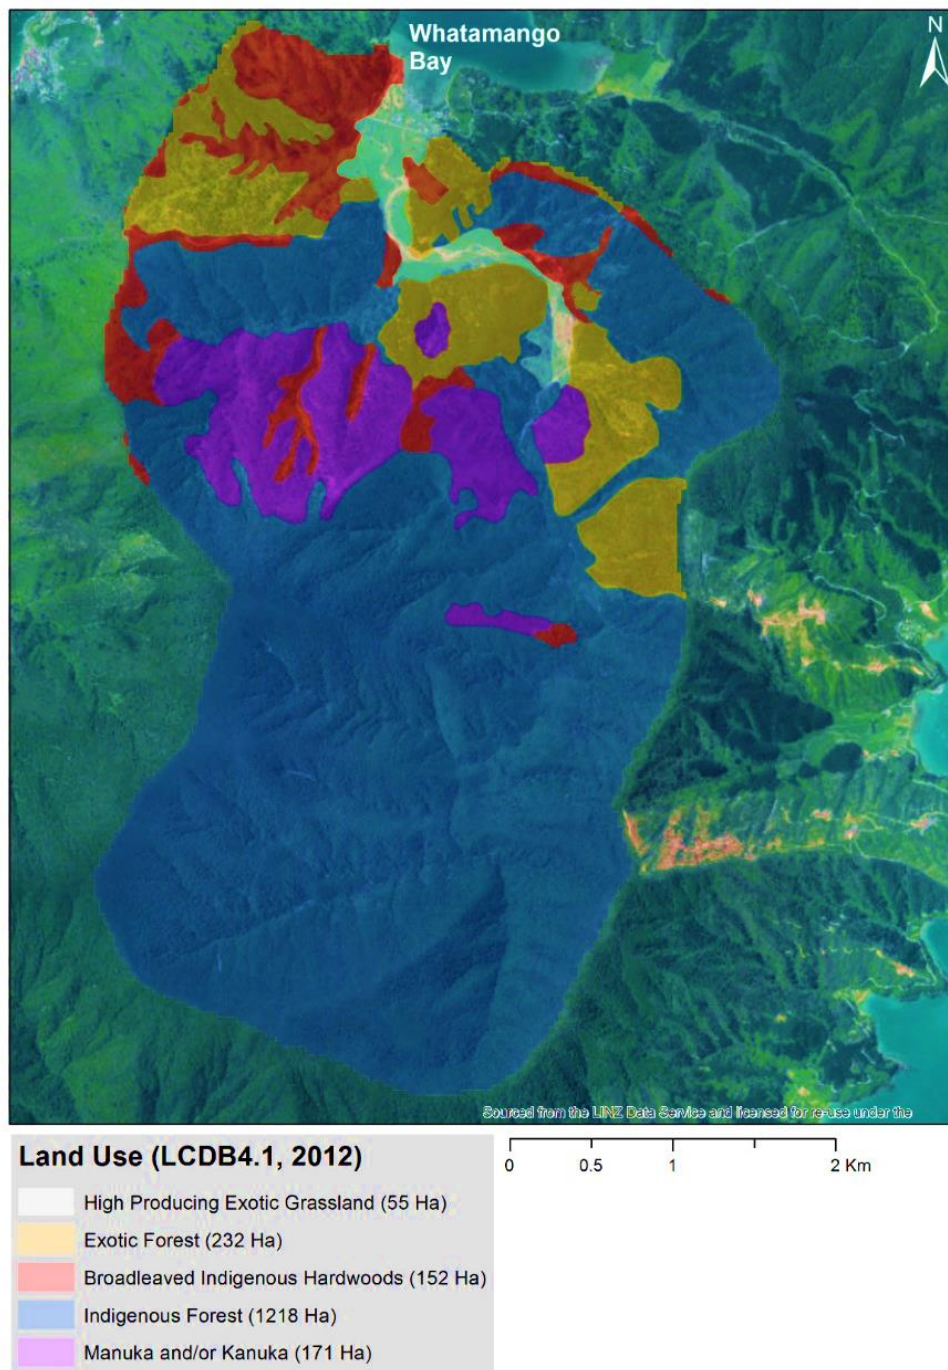 Whatamango
Bay
N
Sourced from the LINZ Data Service and licensed for re-use under the
Land Use (LCDB4.1, 2012)
High Producing Exotic Grassland (55 Ha)
Exotic Forest (232 Ha)
Broadleaved Indigenous Hardwoods (152 Ha)
Indigenous Forest (1218 Ha)
Manuka and/or Kanuka (171 Ha)
0 0.5 1 2 Km